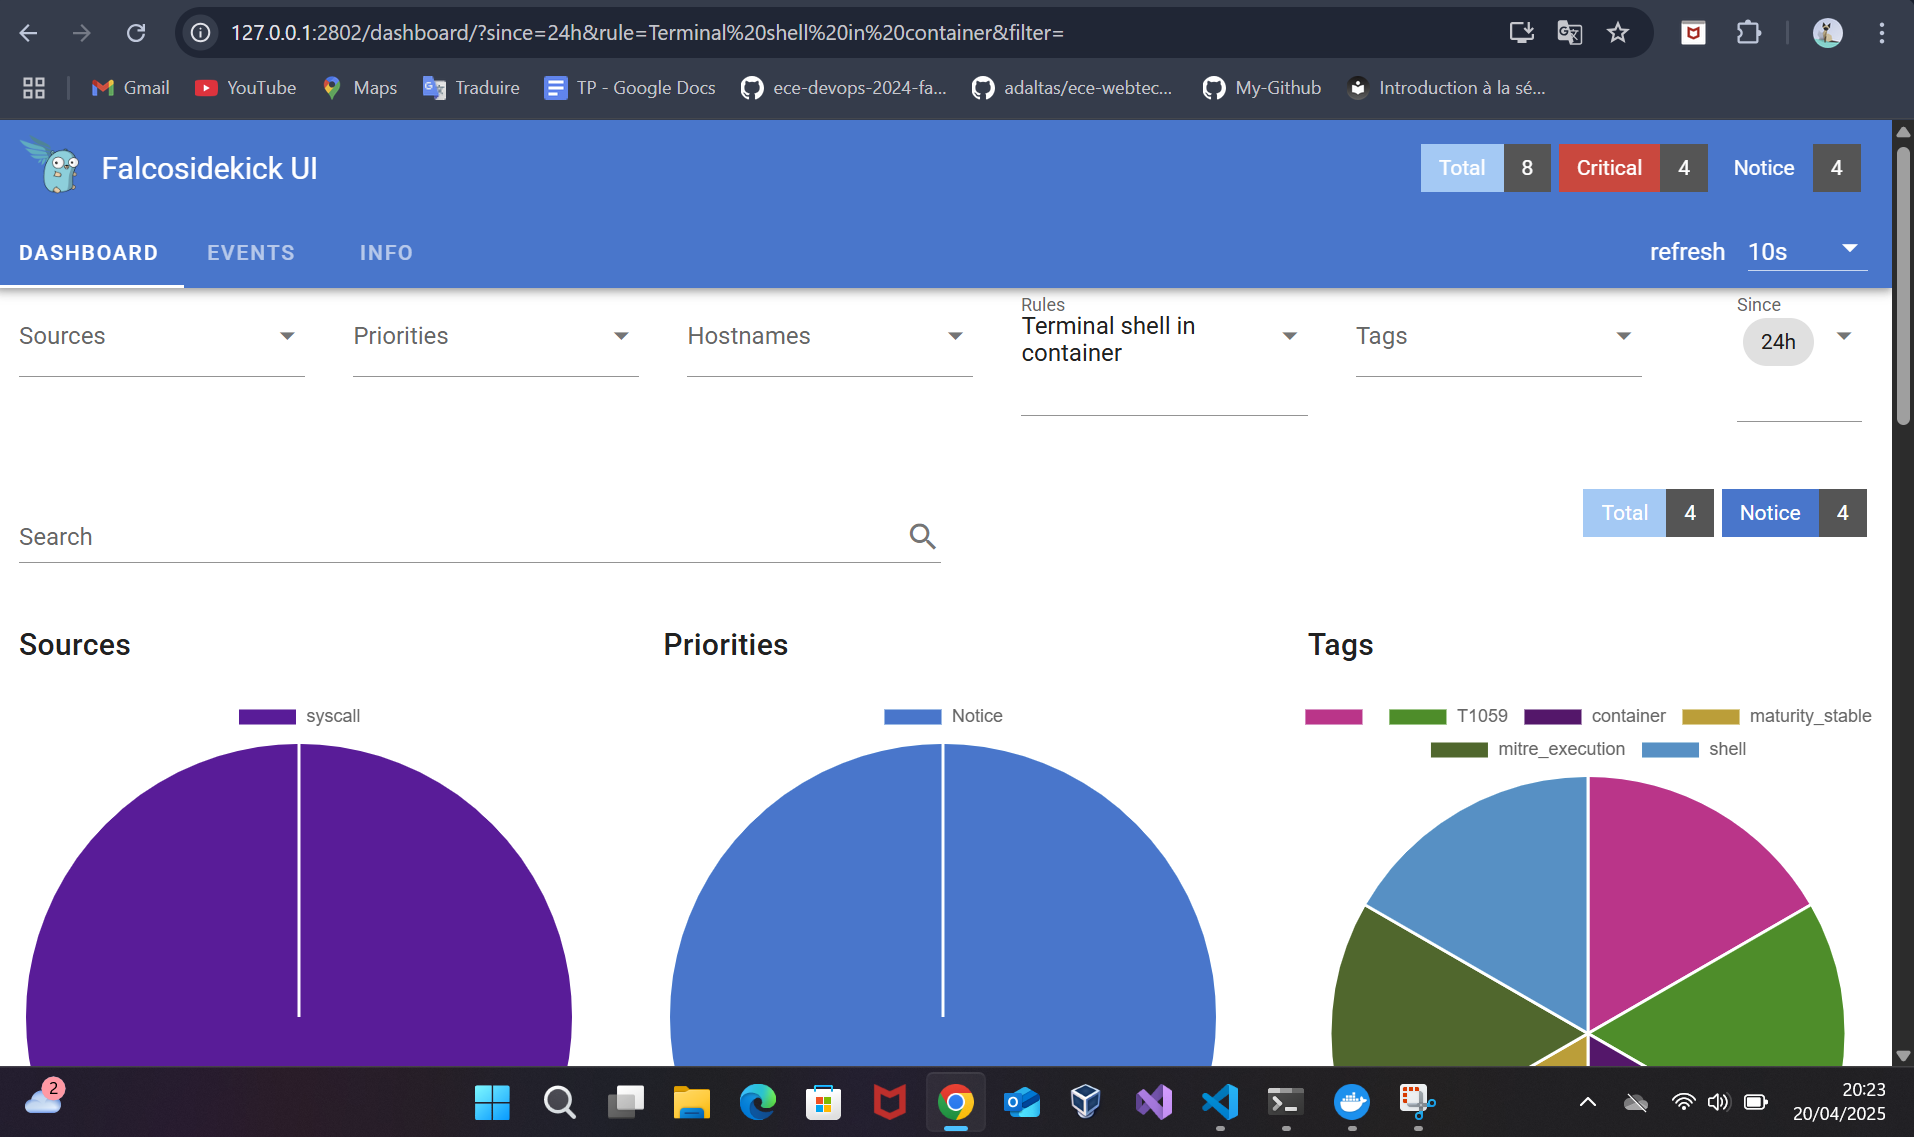 127.0.0.1:2802/dashboard/?since=24h&rule=Terminal%20shell%20in%20container&filter=
Gmail YouTube Maps Traduire TP - Google Docs ece-devops-2024-fa... adaltas/ece-webtec... My-Github Introduction à la sé...
Falcosidekick UI Total 8 Critical 4 Notice 4
DASHBOARD EVENTS INFO refresh 10s
Rules Since
Sources Priorities Hostnames Terminal shell in Tags 24h
container
Search Total 4 Notice 4
Sources Priorities Tags
syscall Notice T1059 container maturity_stable
mitre_execution shell
2
20:23
20/04/2025